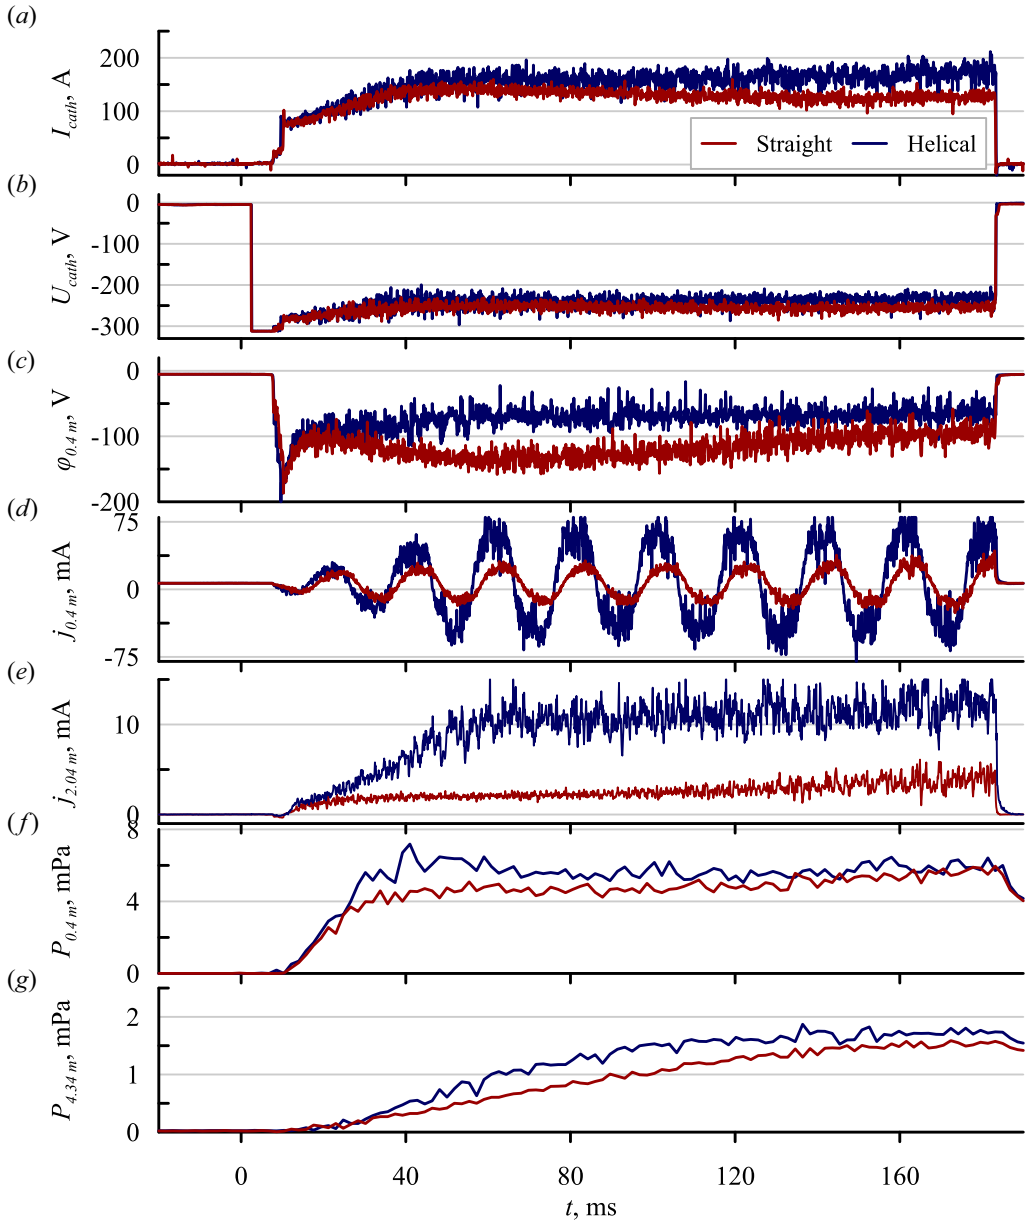 (a)
I_cath, A
200
100
0
Straight
Helical
(b)
U_cath, V
0
-100
-200
-300
(c)
φ_0.4 m, V
0
-100
-200
(d)
j_0.4 m, mA
75
0
-75
(e)
j_2.04 m, mA
10
0
(f)
P_0.4 m, mPa
8
4
0
(g)
P_4.34 m, mPa
2
1
0
0 40 80 120 160
t, ms